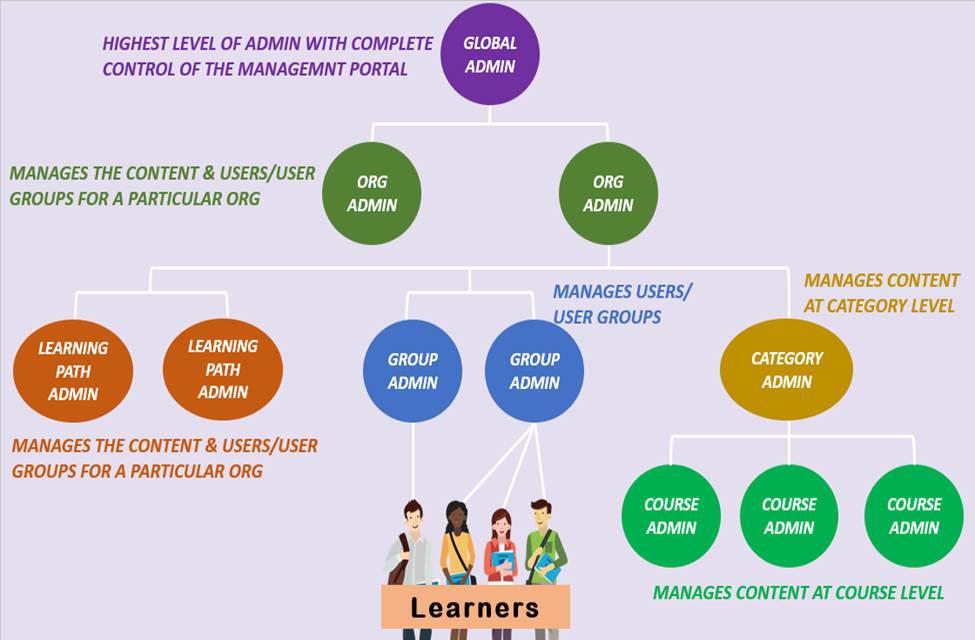 HIGHEST LEVEL OF ADMIN WITH COMPLETE
CONTROL OF THE MANAGEMNT PORTAL
GLOBAL
ADMIN
MANAGES THE CONTENT & USERS/USER
GROUPS FOR A PARTICULAR ORG
ORG
ADMIN
ORG
ADMIN
MANAGES USERS/
USER GROUPS
MANAGES CONTENT
AT CATEGORY LEVEL
LEARNING
PATH
ADMIN
LEARNING
PATH
ADMIN
GROUP
ADMIN
GROUP
ADMIN
CATEGORY
ADMIN
MANAGES THE CONTENT & USERS/USER
GROUPS FOR A PARTICULAR ORG
COURSE
ADMIN
COURSE
ADMIN
COURSE
ADMIN
MANAGES CONTENT AT COURSE LEVEL
Learners